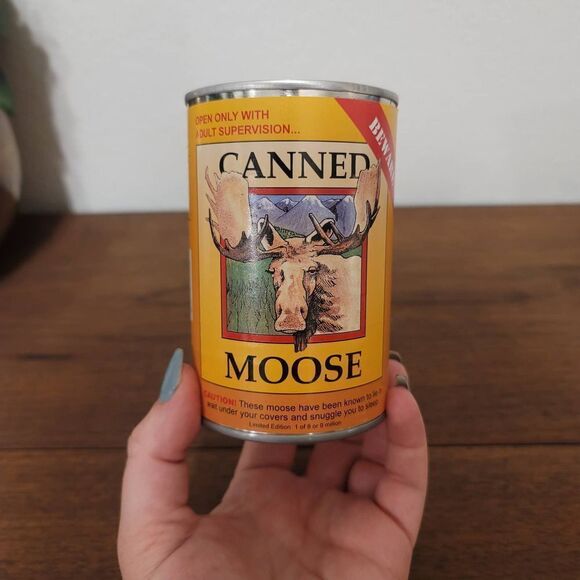 OPEN ONLY WITH
ADULT SUPERVISION...
BEWARE
CANNED
MOOSE
CAUTION! These moose have been known to lie in
wait under your covers and snuggle you to sleep
Limited Edition 1 of 8 or 9 million